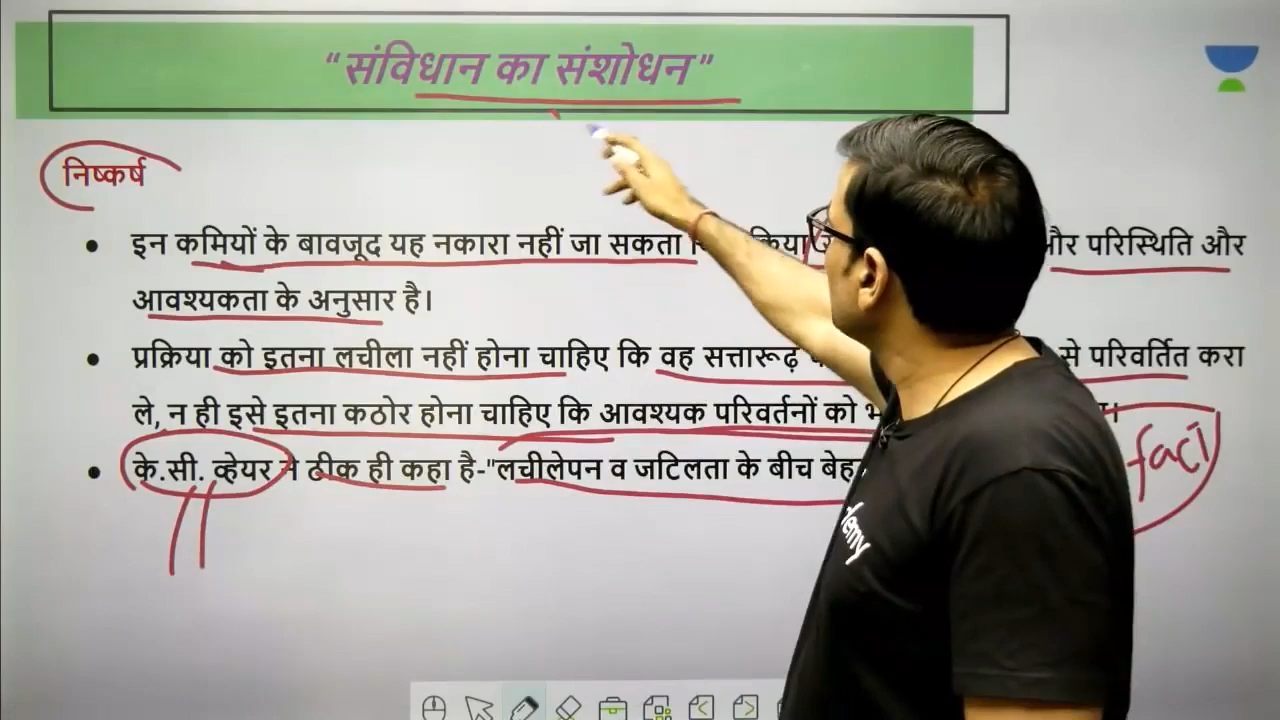 “संविधान का संशोधन”
निष्कर्ष
इन कमियों के बावजूद यह नकारा नहीं जा सकता और परिस्थिति और
आवश्यकता के अनुसार है।
प्रक्रिया को इतना लचीला नहीं होना चाहिए कि वह सत्तारूढ़ से परिवर्तित करा
ले, न ही इसे इतना कठोर होना चाहिए कि आवश्यक परिवर्तनों को
के.सी. व्हेयर ने ठीक ही कहा है-"लचीलेपन व जटिलता के बीच
fact